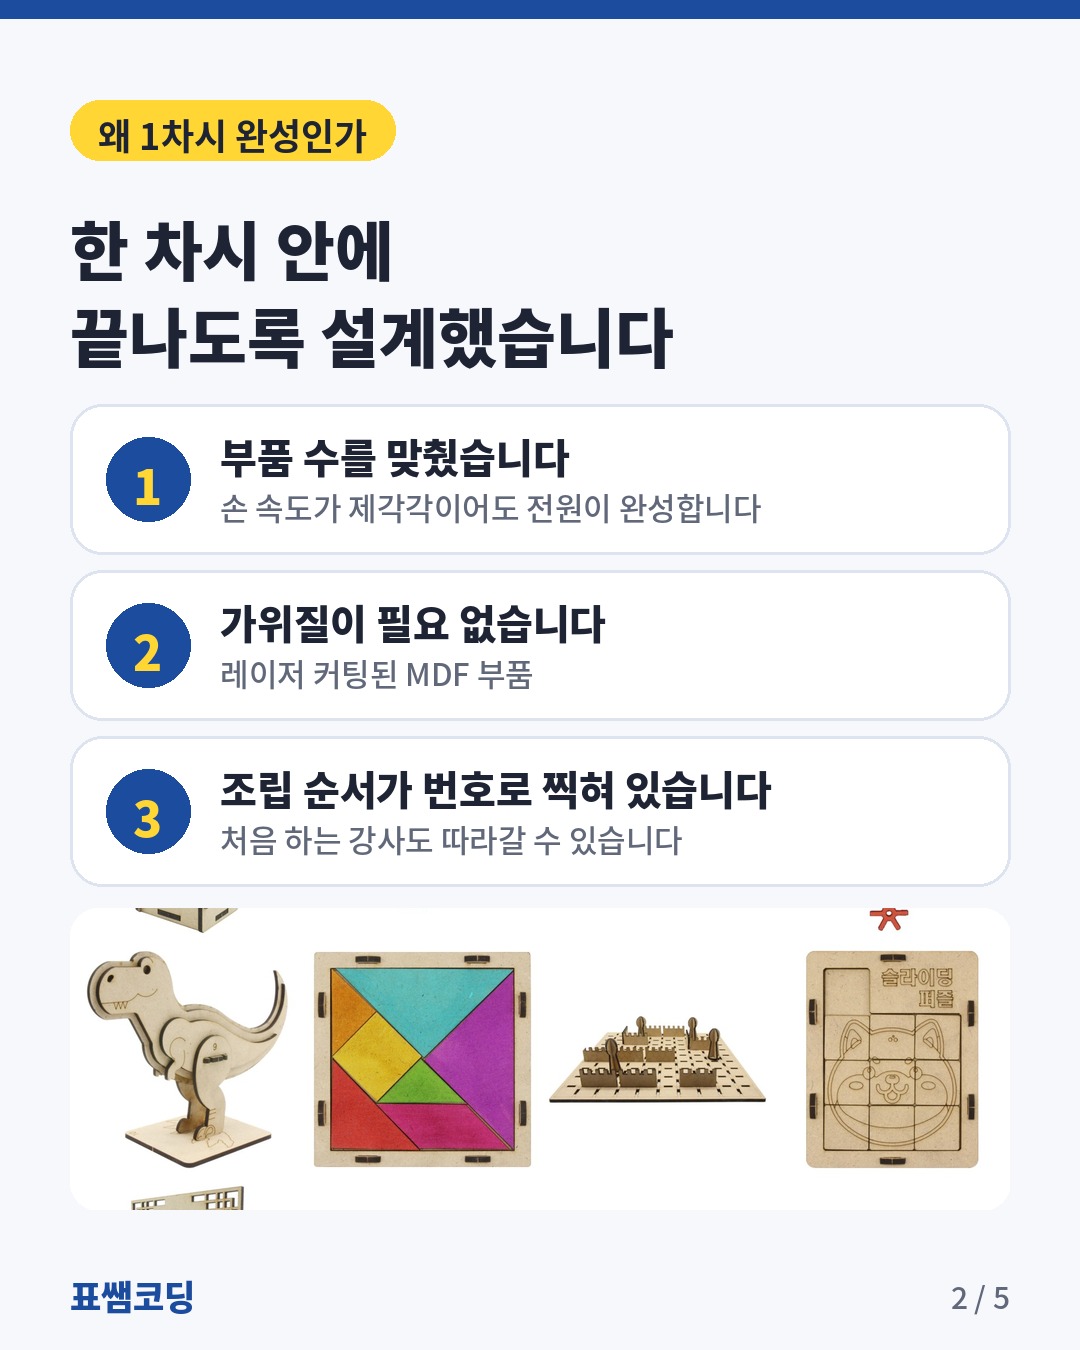 왜 1차시 완성인가
한 차시 안에
끝나도록 설계했습니다
1
부품 수를 맞췄습니다
손 속도가 제각각이어도 전원이 완성합니다
2
가위질이 필요 없습니다
레이저 커팅된 MDF 부품
3
조립 순서가 번호로 찍혀 있습니다
처음 하는 강사도 따라갈 수 있습니다
9
슬라이딩
퍼즐
표쌤코딩
2 / 5